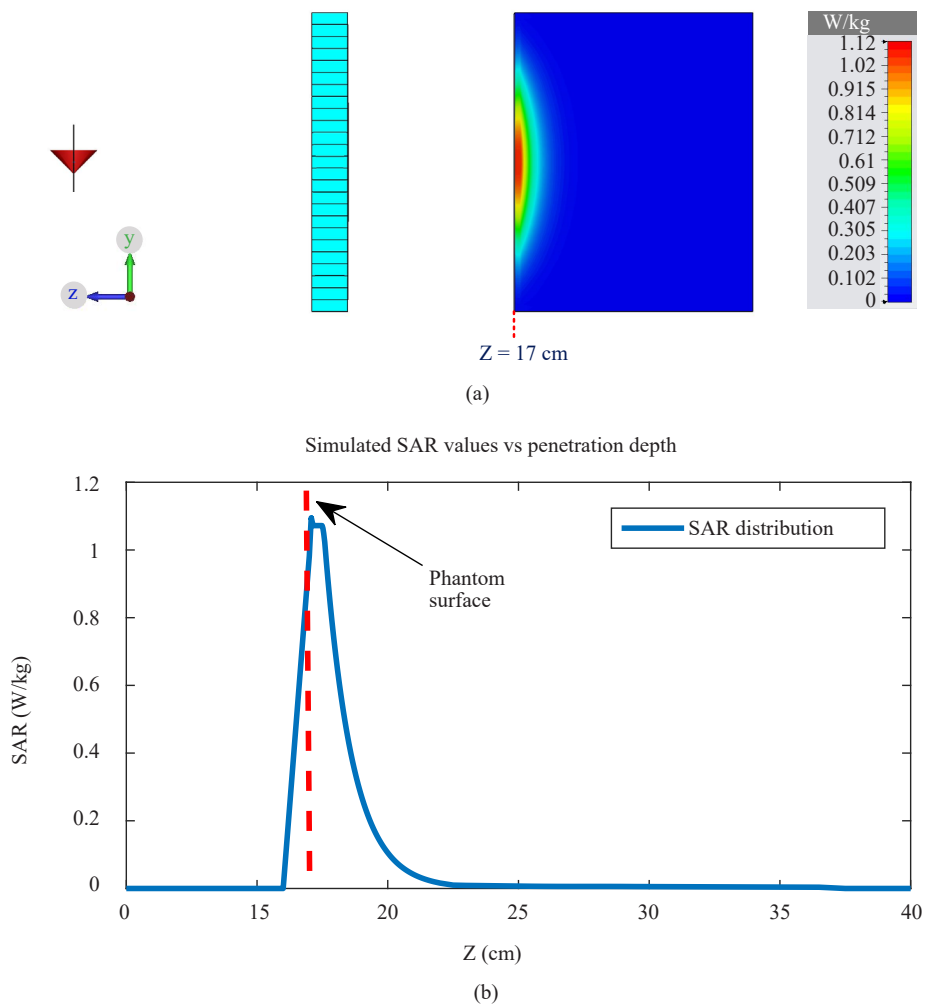 W/kg
1.12
1.02
0.915
0.814
0.712
0.61
0.509
0.407
0.305
0.203
0.102
0
y
z
Z = 17 cm
(a)
Simulated SAR values vs penetration depth
1.2
1
0.8
0.6
0.4
0.2
0
SAR (W/kg)
SAR distribution
Phantom
surface
0 15 20 25 30 35 40
Z (cm)
(b)